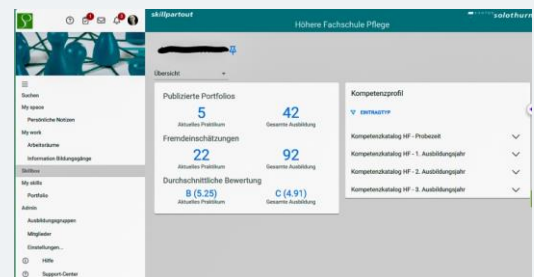 skillpartout
solothurn
Höhere Fachschule Pflege
Übersicht
Suchen
My space
Persönliche Notizen
My work
Arbeitsräume
Information Bildungsgänge
Skillbox
My skills
Portfolio
Admin
Ausbildungsgruppen
Mitglieder
Einstellungen...
Hilfe
Support-Center
Publizierte Portfolios
5 42
Aktuelles Praktikum Gesamte Ausbildung
Fremdeinschätzungen
22 92
Aktuelles Praktikum Gesamte Ausbildung
Durchschnittliche Bewertung
B (5.25) C (4.91)
Aktuelles Praktikum Gesamte Ausbildung
Kompetenzprofil
EINTRAGTYP
Kompetenzkatalog HF - Probezeit
Kompetenzkatalog HF - 1. Ausbildungsjahr
Kompetenzkatalog HF - 2. Ausbildungsjahr
Kompetenzkatalog HF - 3. Ausbildungsjahr